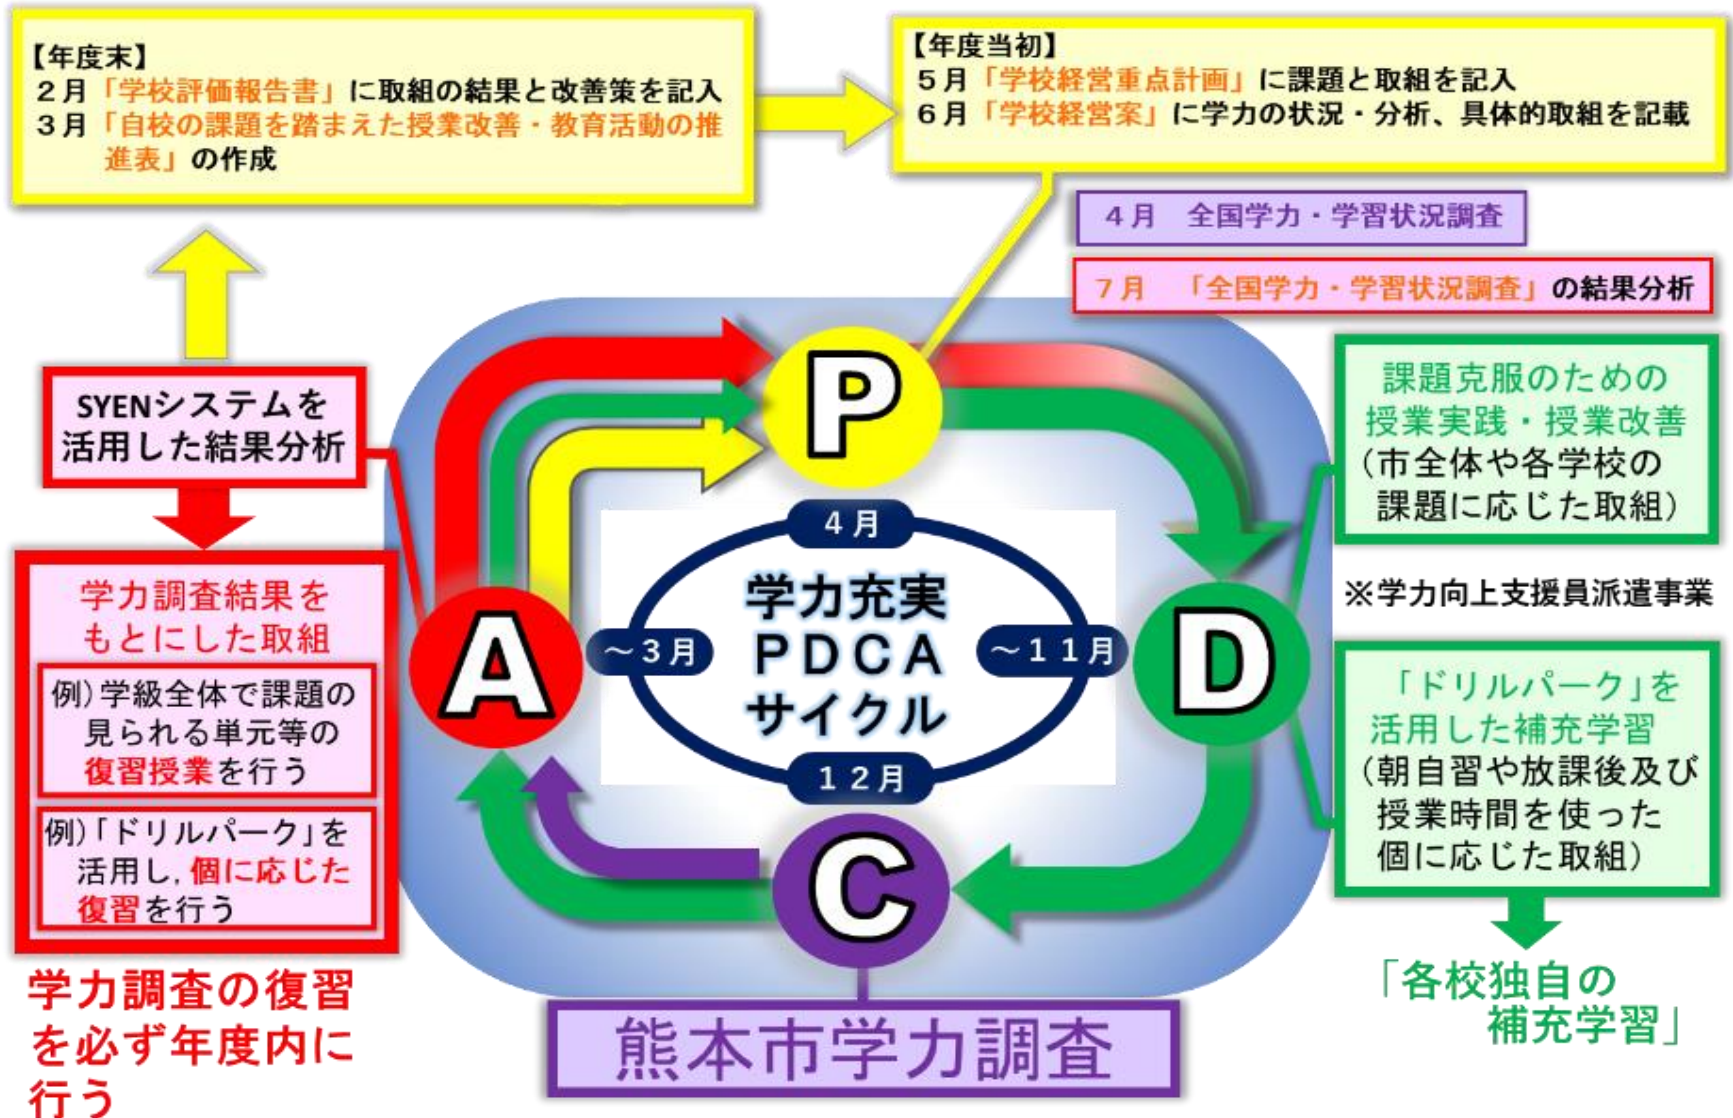 【年度末】
２月「学校評価報告書」に取組の結果と改善策を記入
３月「自校の課題を踏まえた授業改善・教育活動の推
進表」の作成
【年度当初】
５月「学校経営重点計画」に課題と取組を記入
６月「学校経営案」に学力の状況・分析、具体的取組を記載
４月　全国学力・学習状況調査
７月　「全国学力・学習状況調査」の結果分析
SYENシステムを
活用した結果分析
学力調査結果を
もとにした取組
例）学級全体で課題の
見られる単元等の
復習授業を行う
例）「ドリルパーク」を
活用し，個に応じた
復習を行う
学力調査の復習
を必ず年度内に
行う
P
D
C
A
４月
～１１月
１２月
～３月
学力充実
ＰＤＣＡ
サイクル
熊本市学力調査
課題克服のための
授業実践・授業改善
（市全体や各学校の
課題に応じた取組）
※学力向上支援員派遣事業
「ドリルパーク」を
活用した補充学習
（朝自習や放課後及び
授業時間を使った
個に応じた取組）
「各校独自の
補充学習」